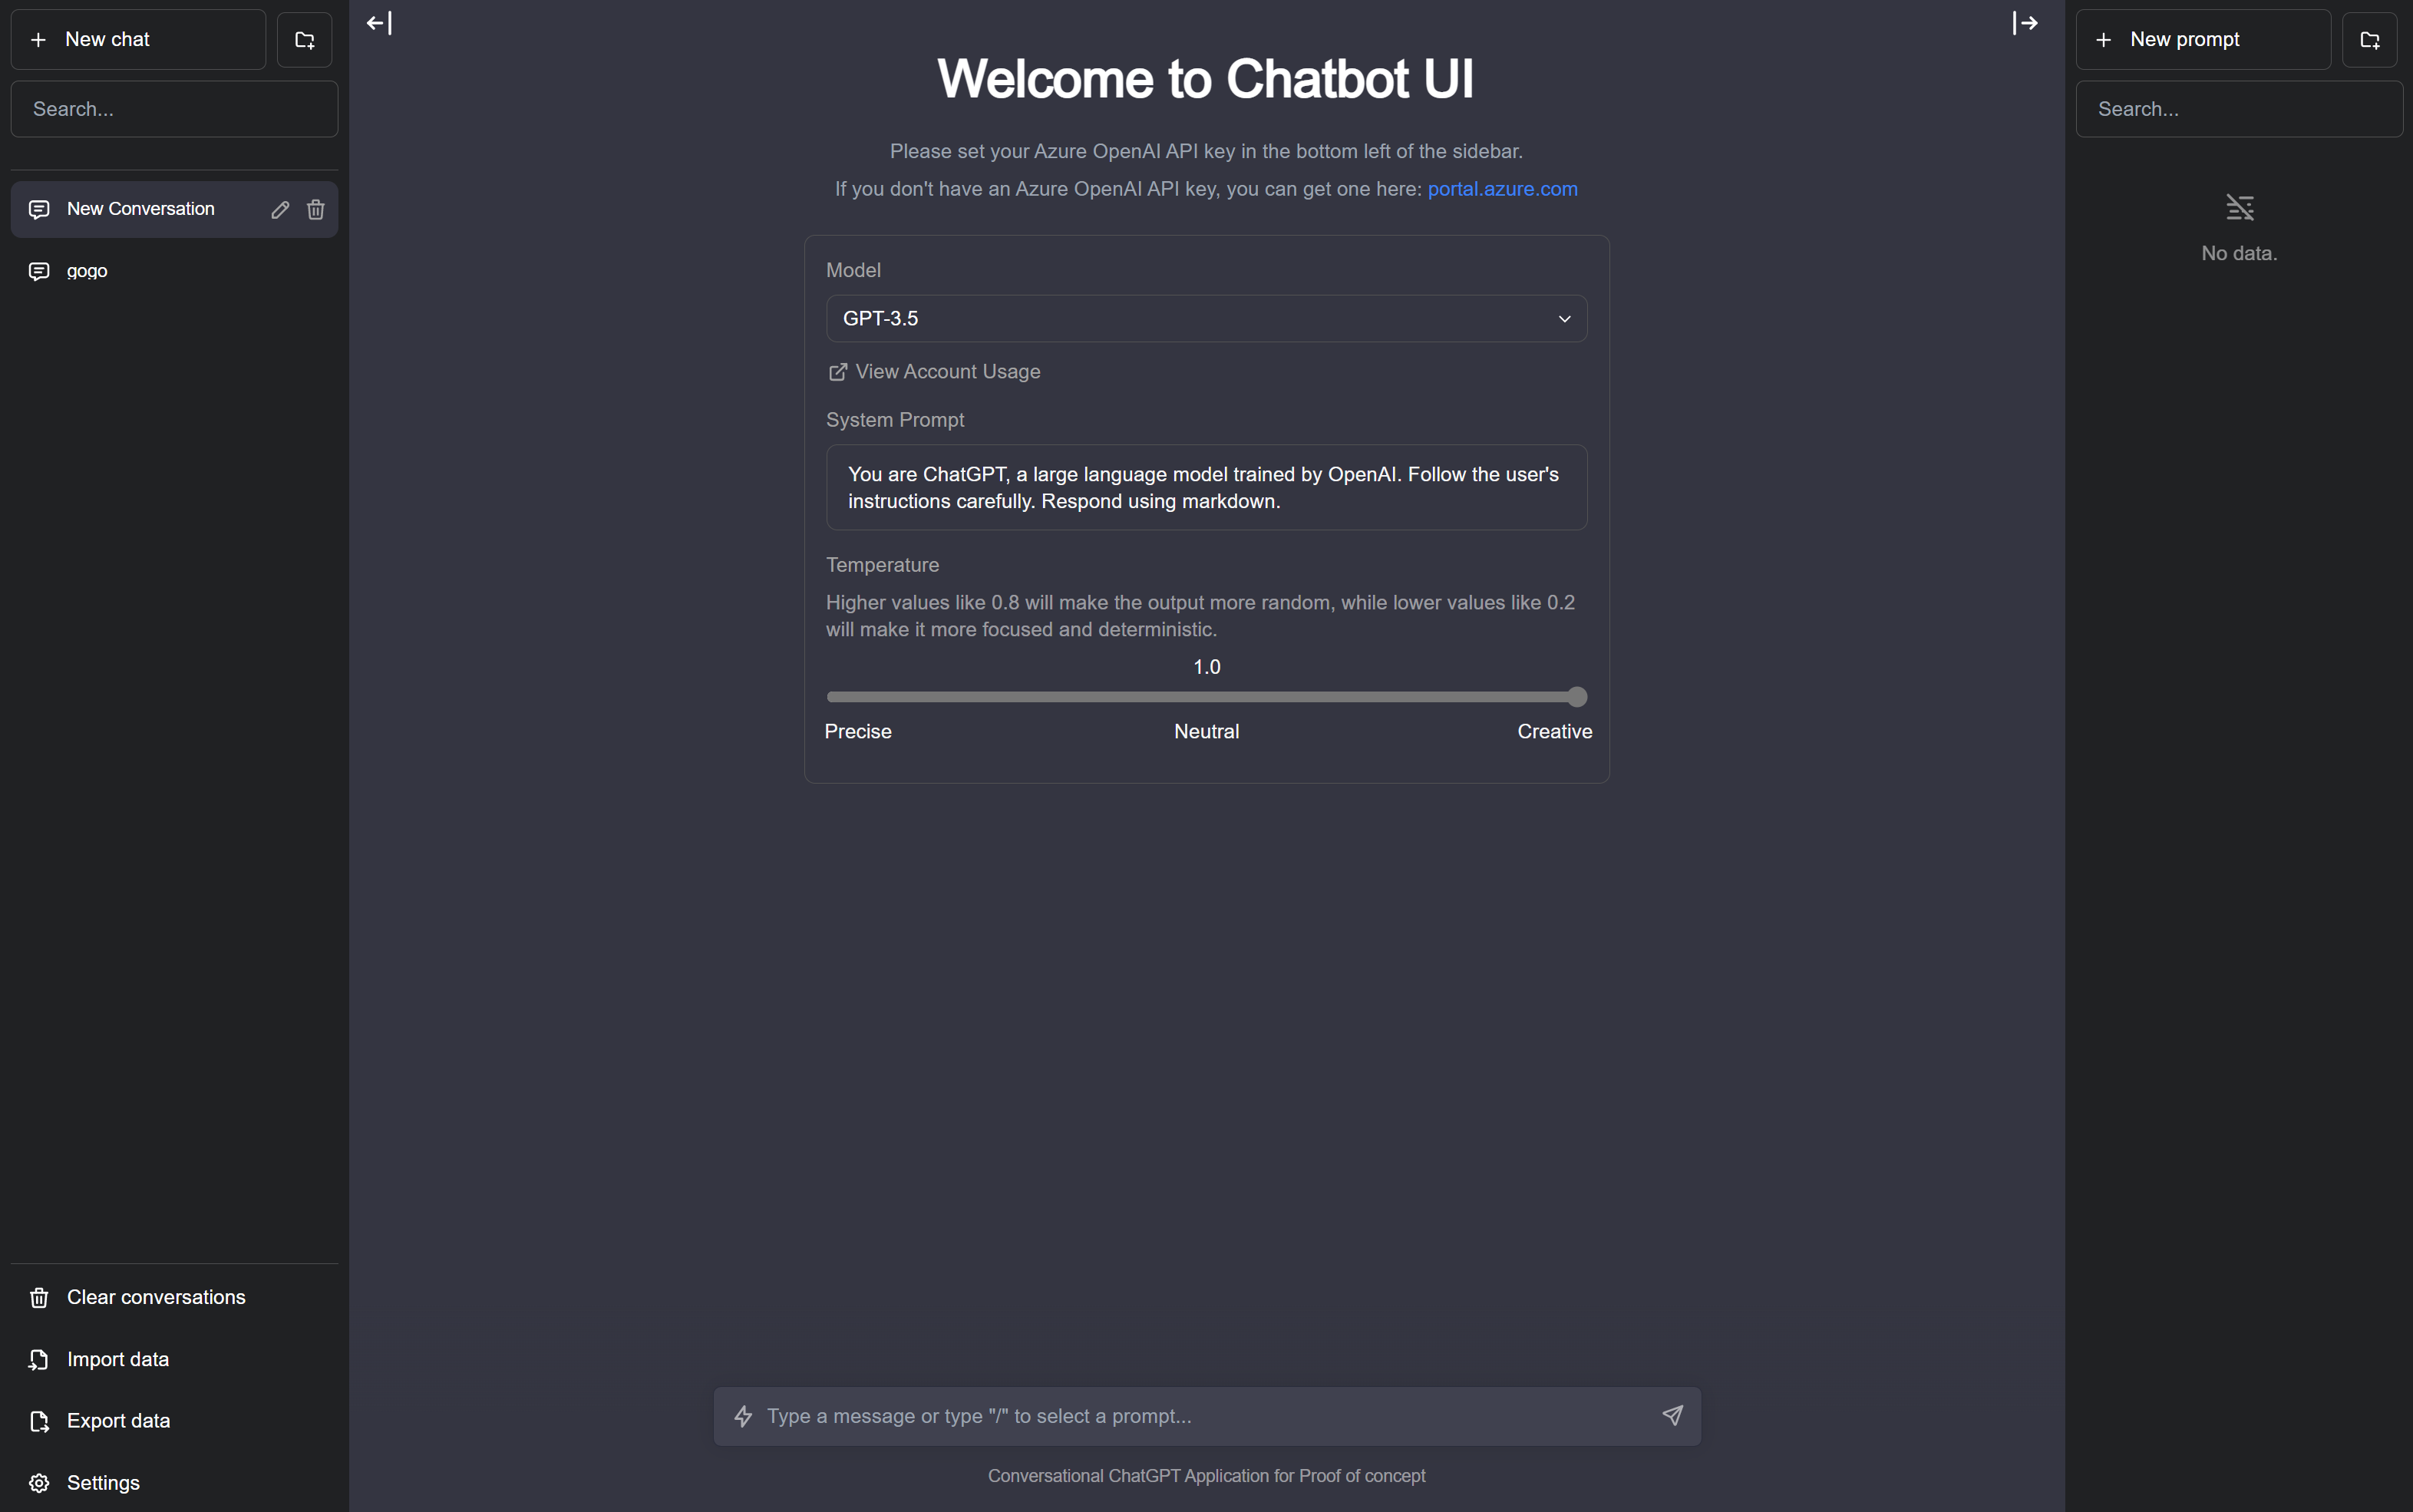 New chat
Search...
New Conversation
gogo
Clear conversations
Import data
Export data
Settings
Welcome to Chatbot UI
Please set your Azure OpenAI API key in the bottom left of the sidebar.
If you don't have an Azure OpenAI API key, you can get one here: portal.azure.com
Model
GPT-3.5
View Account Usage
System Prompt
You are ChatGPT, a large language model trained by OpenAI. Follow the user's
instructions carefully. Respond using markdown.
Temperature
Higher values like 0.8 will make the output more random, while lower values like 0.2
will make it more focused and deterministic.
1.0
Precise Neutral Creative
Type a message or type "/" to select a prompt...
Conversational ChatGPT Application for Proof of concept
New prompt
Search...
No data.